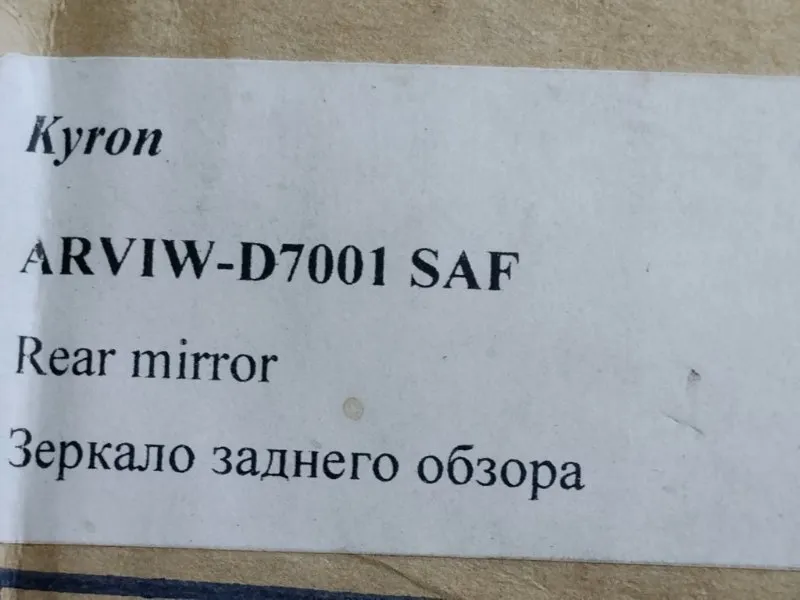 Kyron
ARVIW-D7001 SAF
Rear mirror
Зеркало заднего обзора